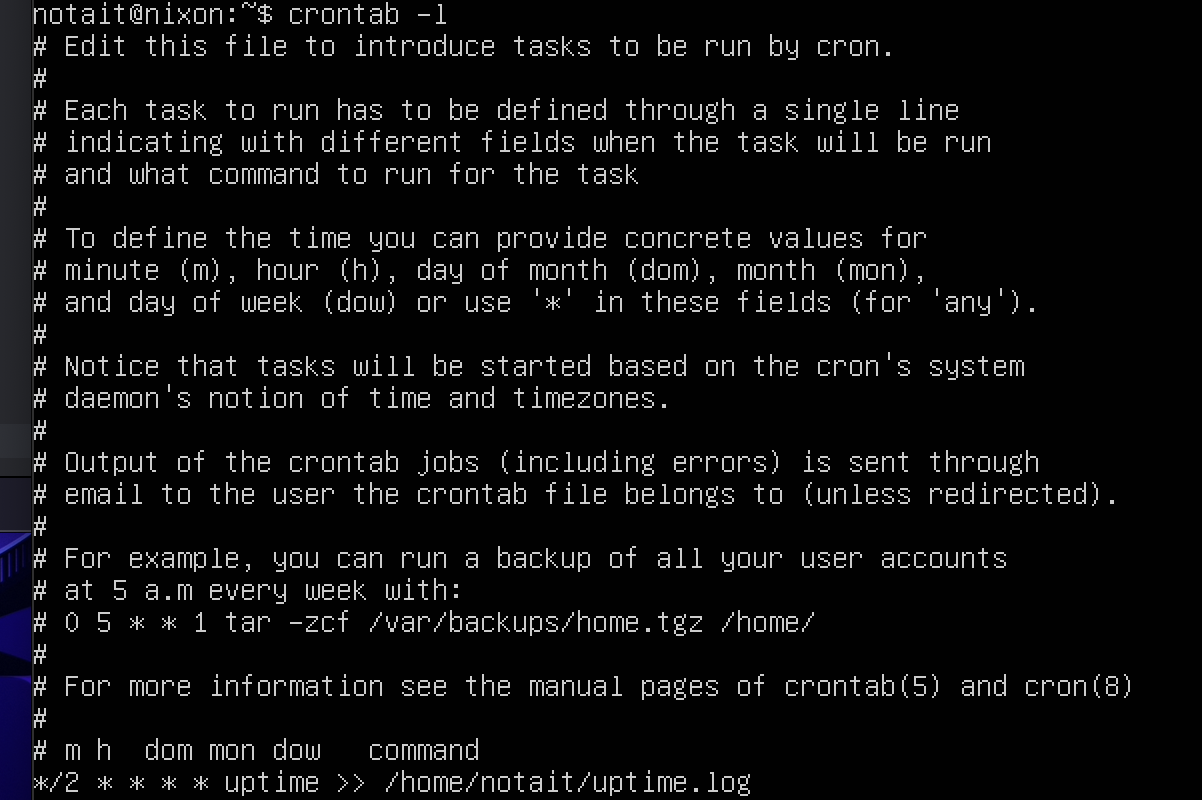 notait@nixon:~$ crontab -l
# Edit this file to introduce tasks to be run by cron.
#
# Each task to run has to be defined through a single line
# indicating with different fields when the task will be run
# and what command to run for the task
#
# To define the time you can provide concrete values for
# minute (m), hour (h), day of month (dom), month (mon),
# and day of week (dow) or use '*' in these fields (for 'any').
#
# Notice that tasks will be started based on the cron's system
# daemon's notion of time and timezones.
#
# Output of the crontab jobs (including errors) is sent through
# email to the user the crontab file belongs to (unless redirected).
#
# For example, you can run a backup of all your user accounts
# at 5 a.m every week with:
# 0 5 * * 1 tar -zcf /var/backups/home.tgz /home/
#
# For more information see the manual pages of crontab(5) and cron(8)
#
# m h  dom mon dow   command
*/2 * * * * uptime >> /home/notait/uptime.log